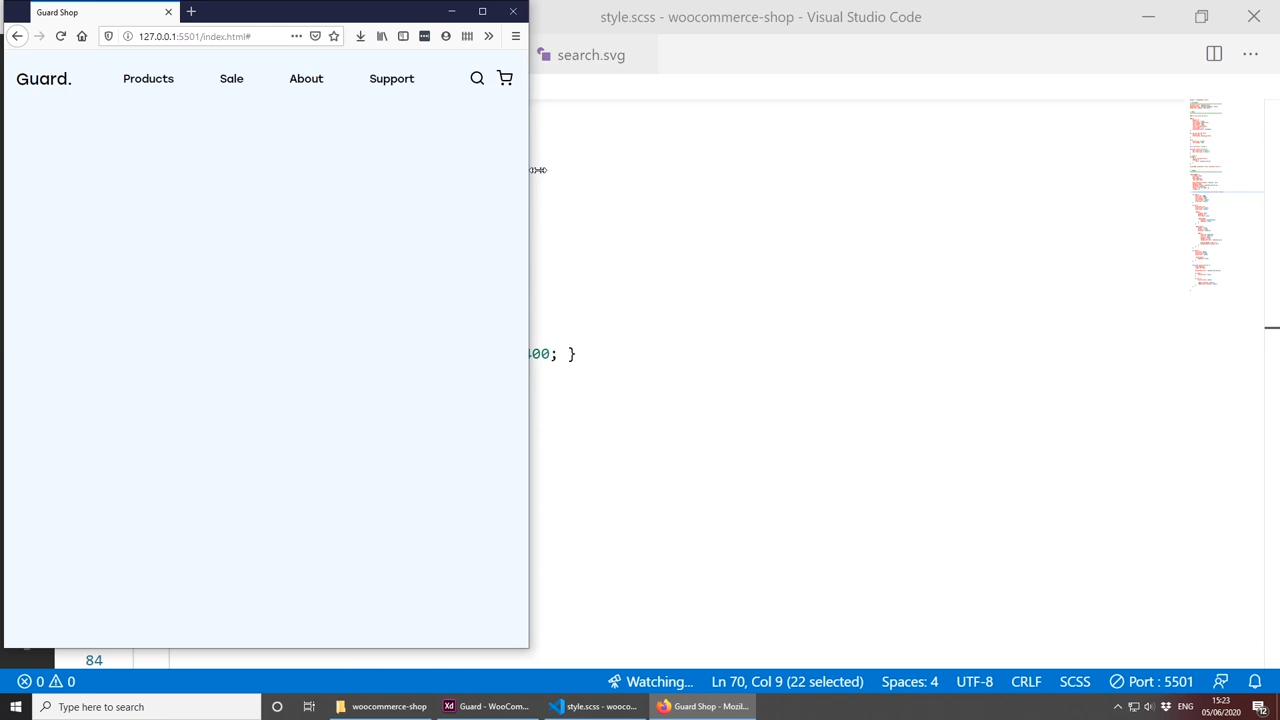 Guard Shop
style.scss - woocommerce-shop - Visual Studio Code
127.0.0.1:5501/index.html#
search.svg
Guard.
Products
Sale
About
Support
400; }
84
0 0
Watching...
Ln 70, Col 9 (22 selected)
Spaces: 4
UTF-8
CRLF
SCSS
Port : 5501
Type here to search
woocommerce-shop
Guard - WooCom...
style.scss - wooco...
Guard Shop - Mozil...
ENG
15:23
05/06/2020